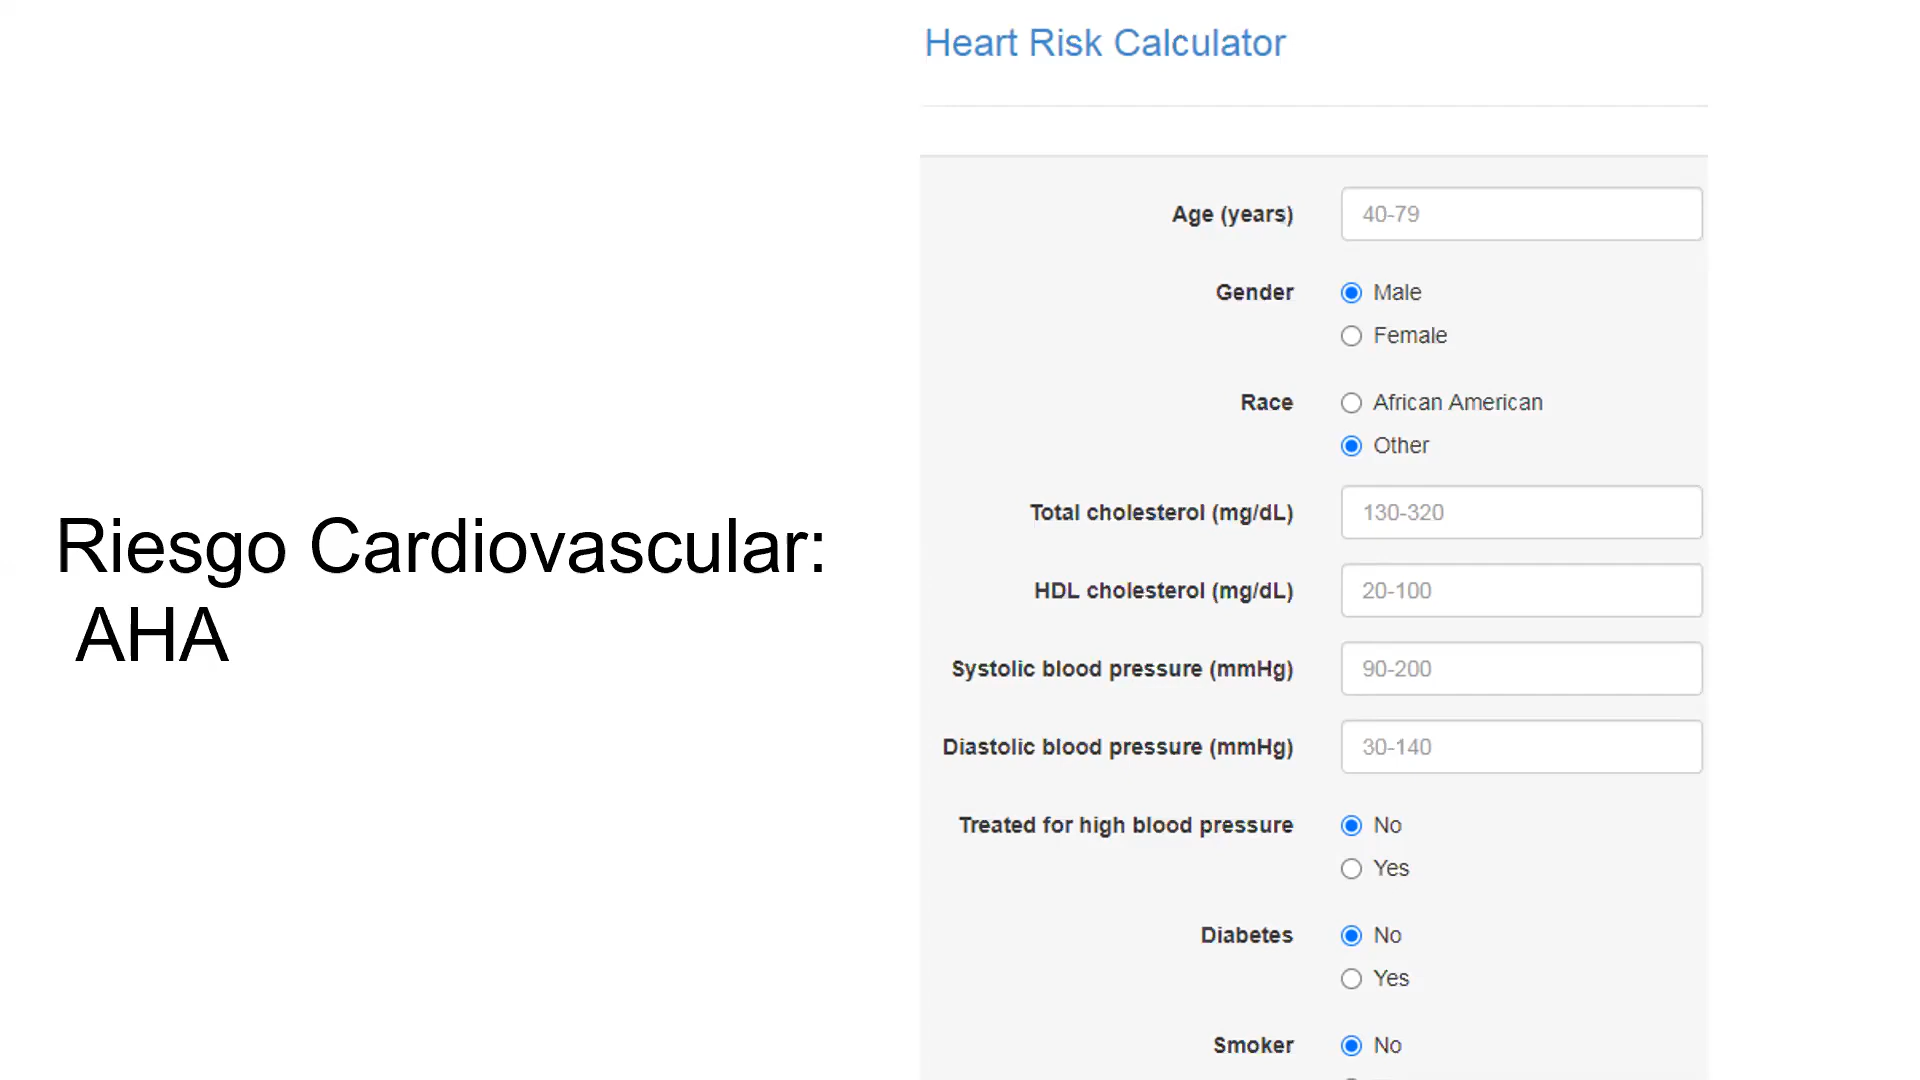 Riesgo Cardiovascular:
AHA
Heart Risk Calculator
Age (years) 40-79
Gender Male
Female
Race African American
Other
Total cholesterol (mg/dL) 130-320
HDL cholesterol (mg/dL) 20-100
Systolic blood pressure (mmHg) 90-200
Diastolic blood pressure (mmHg) 30-140
Treated for high blood pressure No
Yes
Diabetes No
Yes
Smoker No